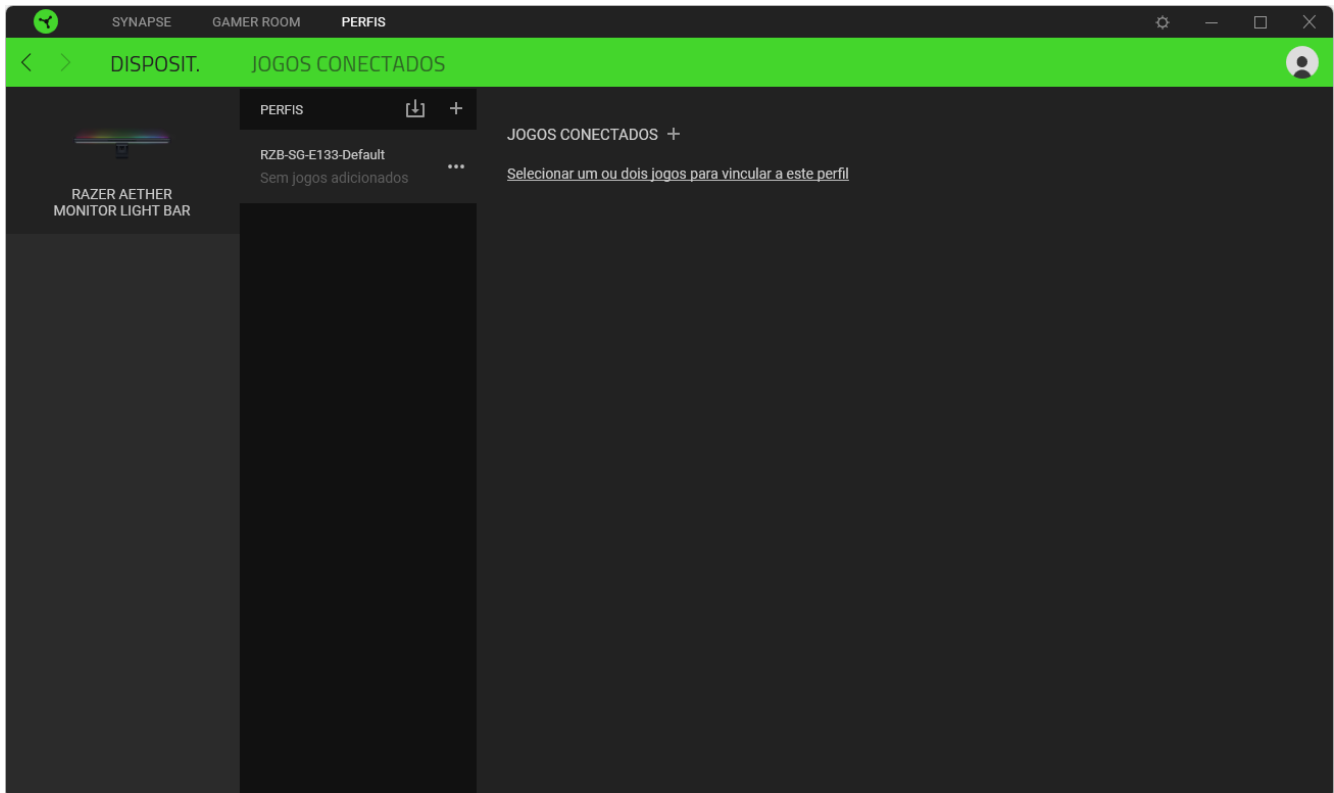 SYNAPSE GAMER ROOM PERFIS
DISPOSIT. JOGOS CONECTADOS
RAZER AETHER
MONITOR LIGHT BAR
PERFIS
RZB-SG-E133-Default
Sem jogos adicionados
JOGOS CONECTADOS +
Selecionar um ou dois jogos para vincular a este perfil